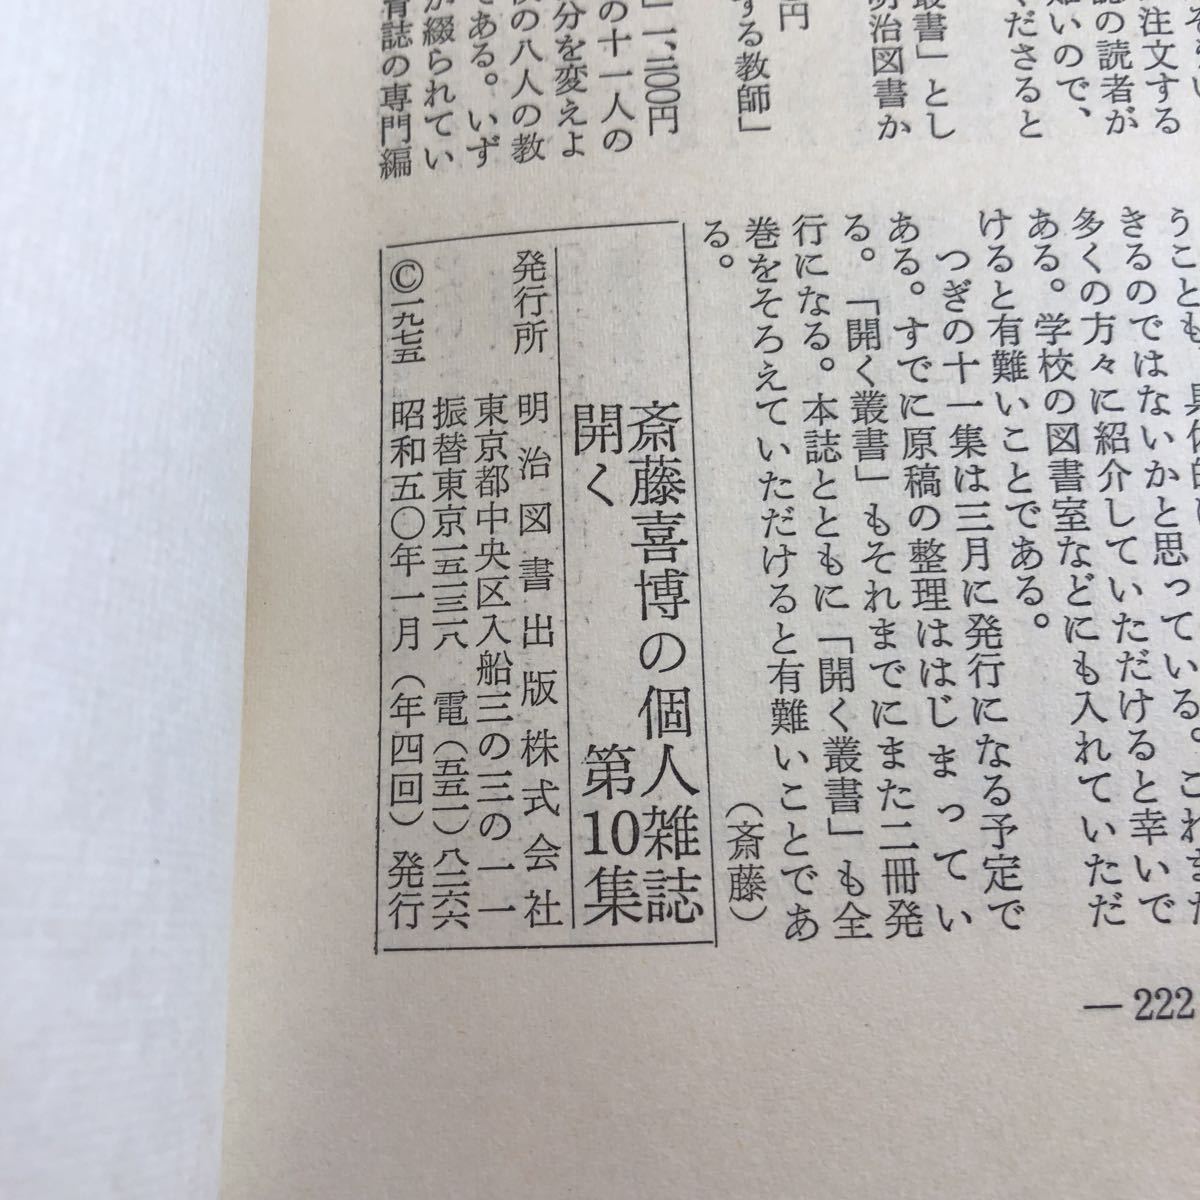 注文する
誌の読者が
難いので、
くださると
叢書」とし
明治図書か
円
する教師」
」一、二〇〇円
の十一人の
分を変えよ
の八人の教
である。いず
が綴られてい
育誌の専門編
きるのではないかと思っている。これまた
多くの方々に紹介していただけると幸いで
ある。学校の図書室などにも入れていただ
けると有難いことである。
つぎの十一集は三月に発行になる予定で
ある。すでに原稿の整理ははじまってい
る。「開く叢書」もそれまでにまた二冊発
行になる。本誌とともに「開く叢書」も全
巻をそろえていただけると有難いことであ
る。
(斎藤)
斎藤喜博の個人雑誌
開く 第10集
発行所 明治図書出版株式会社
東京都中央区入船三の三の一一
振替東京一五一三一八 電(五五一)八二六六
©一九七五 昭和五〇年一月(年四回)発行
— 222